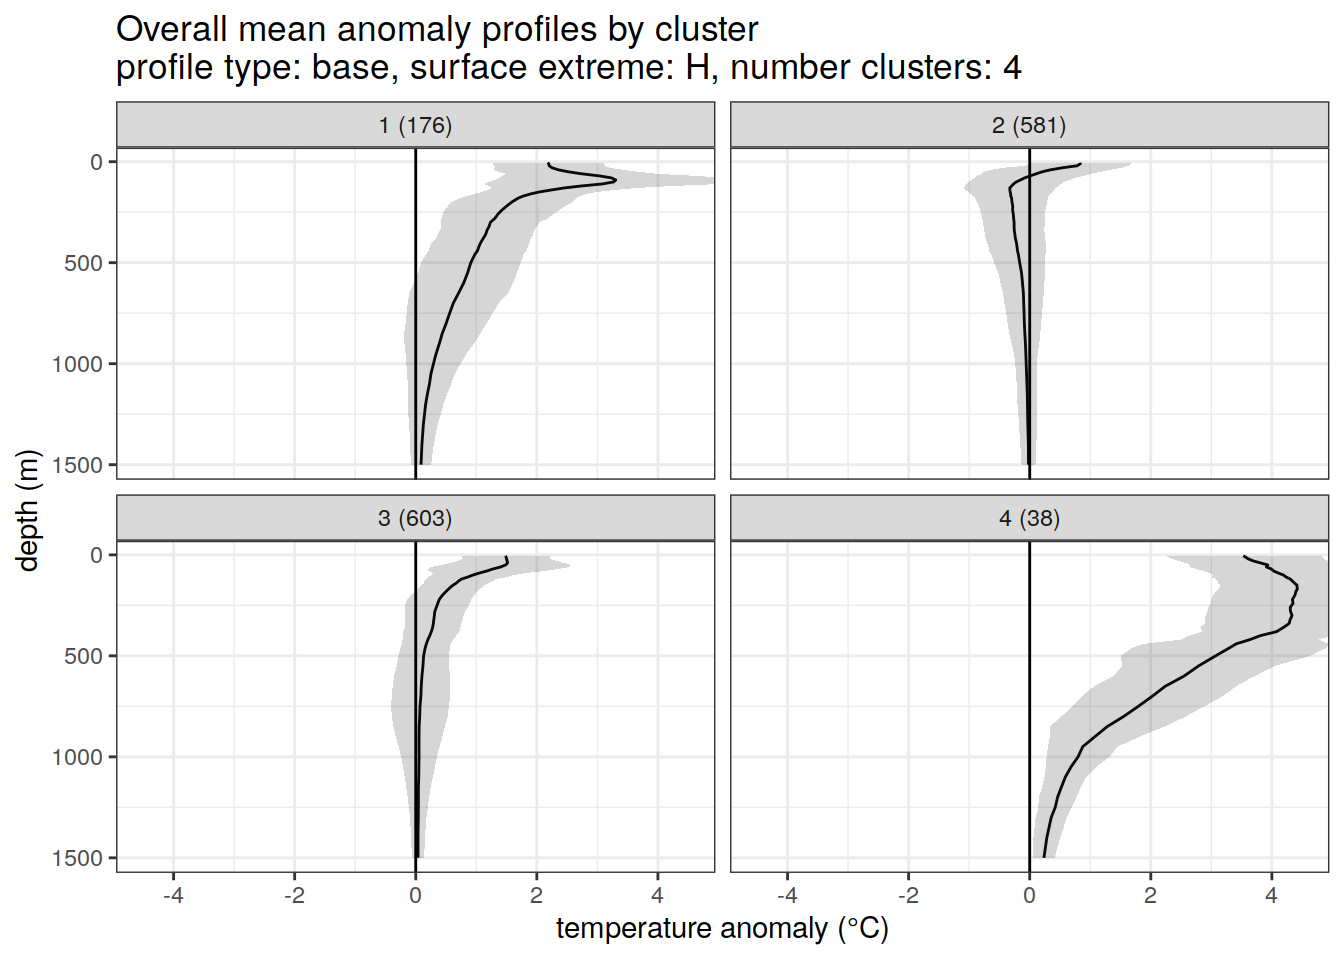 Overall mean anomaly profiles by cluster
profile type: base, surface extreme: H, number clusters: 4
1 (176)
2 (581)
0
500
1000
1500
3 (603)
4 (38)
0
500
1000
1500
-4 -2 0 2 4
-4 -2 0 2 4
depth (m)
temperature anomaly (°C)